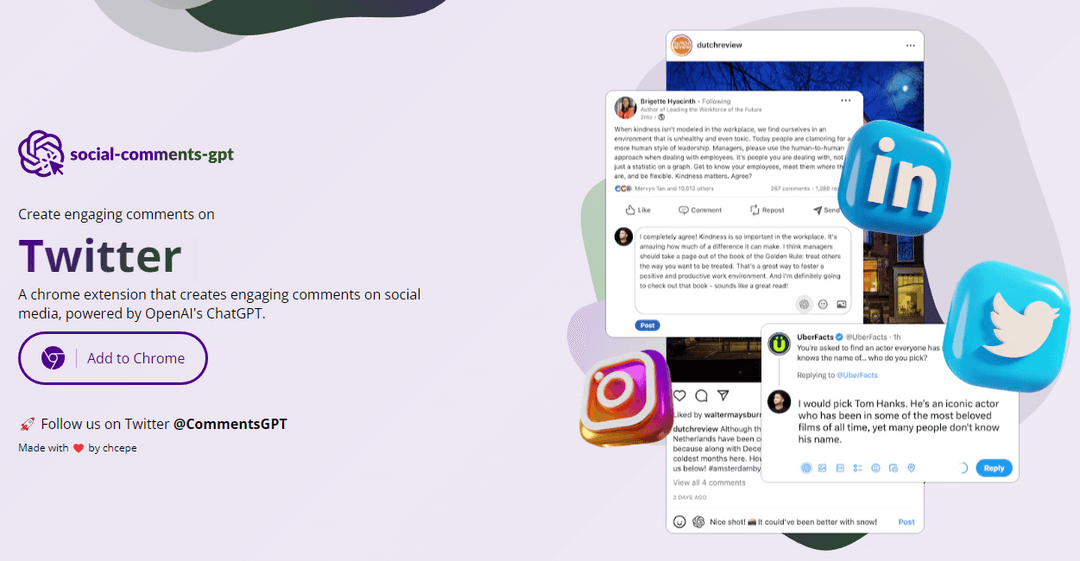 social-comments-gpt
Create engaging comments on
Twitter
A chrome extension that creates engaging comments on social
media, powered by OpenAI's ChatGPT.
Add to Chrome
🚀 Follow us on Twitter @CommentsGPT
Made with ❤️ by chcepe
dutchreview
Brigette Hyacinth • Following
Author of Leading the Workforce of the Future
2mo •
When kindness isn't modeled in the workplace, we find ourselves in an
environment that is unhealthy and even toxic. Today people are clamoring for a
more human style of leadership. Managers, please use the human-to-human
approach when dealing with employees. It's people you are dealing with, not
just a statistic on a graph. Get to know your employees, meet them where
are, and be flexible. Kindness matters. Agree?
Mervyn Tan and 10,013 others
267 comments • 1,280
Like
Comment
Repost
Send
I completely agree! Kindness is so important in the workplace. It's
amazing how much of a difference it can make. I think managers
should take a page out of the book of the Golden Rule: treat others
the way you want to be treated. That's a great way to foster a
positive and productive work environment. And I'm definitely going
to check out that book – sounds like a great read!
Post
in
UberFacts @UberFacts · 1h
You're asked to find an actor everyone has
knows the name of... who do you pick?
Replying to @UberFacts
I would pick Tom Hanks. He's an iconic actor
who has been in some of the most beloved
films of all time, yet many people don't know
his name.
Reply
Liked by waltermaysburn
dutchreview Although th
Netherlands have been c
because along with Dece
coldest months here. How
us below! #amsterdamby
View all 4 comments
2 DAYS AGO
Nice shot! 📸 It could've been better with snow!
Post